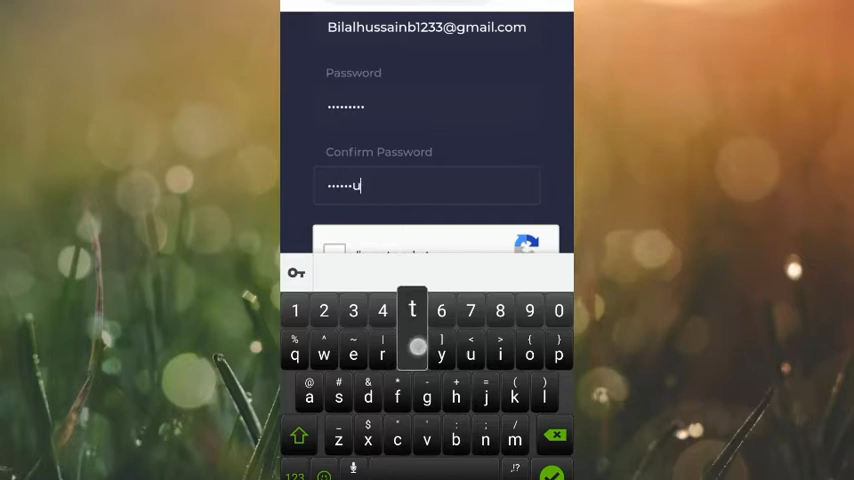 Bilalhussainb1233@gmail.com
Password
•••••••••
Confirm Password
••••••u
1 2 3 4 t 6 7 8 9 0
% ^ ~ | ] < > { }
q w e r y u i o p
@ # & * - + = ( )
a s d f g h j k l
_ $ " ' : ; /
z x c v b n m
123 ,!?